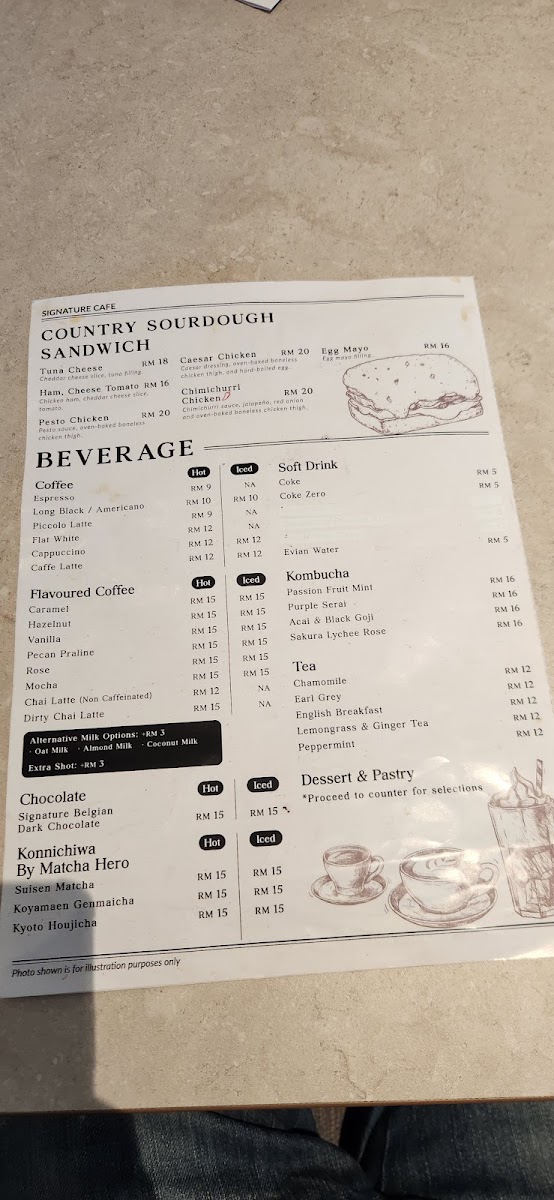 SIGNATURE CAFE
COUNTRY SOURDOUGH
SANDWICH
Tuna Cheese RM 18
Cheddar cheese slice, tuna filling.
Ham, Cheese Tomato RM 16
Chicken ham, cheddar cheese slice,
tomato.
Pesto Chicken RM 20
Pesto sauce, oven-baked boneless
chicken thigh.
Caesar Chicken RM 20
Caesar dressing, oven-baked boneless
chicken thigh, and hard-boiled egg.
Chimichurri
Chicken RM 20
Chimichurri sauce, jalapeño, red onion
and oven-baked boneless chicken thigh.
Egg Mayo RM 16
Egg mayo filling.
BEVERAGE
Coffee Hot Iced
Espresso RM 9 NA
Long Black / Americano RM 10 RM 10
Piccolo Latte RM 9 NA
Flat White RM 12 NA
Cappuccino RM 12 RM 12
Caffe Latte RM 12 RM 12
Flavoured Coffee Hot Iced
Caramel RM 15 RM 15
Hazelnut RM 15 RM 15
Vanilla RM 15 RM 15
Pecan Praline RM 15 RM 15
Rose RM 15 RM 15
Mocha RM 15 RM 15
Chai Latte (Non Caffeinated) RM 12 NA
Dirty Chai Latte RM 15 NA
Alternative Milk Options: +RM 3
· Oat Milk · Almond Milk · Coconut Milk
Extra Shot: +RM 3
Chocolate Hot Iced
Signature Belgian
Dark Chocolate RM 15 RM 15
Konnichiwa
By Matcha Hero Hot Iced
Suisen Matcha RM 15 RM 15
Koyamaen Genmaicha RM 15 RM 15
Kyoto Houjicha RM 15 RM 15
Soft Drink
Coke RM 5
Coke Zero RM 5
Evian Water RM 5
Kombucha
Passion Fruit Mint RM 16
Purple Serai RM 16
Acai & Black Goji RM 16
Sakura Lychee Rose RM 16
Tea
Chamomile RM 12
Earl Grey RM 12
English Breakfast RM 12
Lemongrass & Ginger Tea RM 12
Peppermint RM 12
Dessert & Pastry
*Proceed to counter for selections
Photo shown is for illustration purposes only